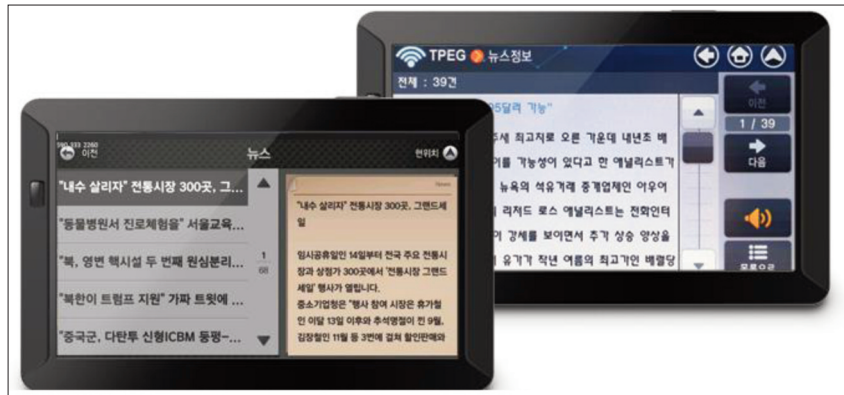 TPEG 뉴스정보
전체 : 39건
95달러 가능"
주세 최고지로 오른 가운데 내년초 배
이를 가능성이 있다고 한 애널리스트가
뉴욕의 석유거래 중개업체인 아우어
리저드 로스 애널리스트는 전화인터
이 강세를 보이면서 추가 상승 양상을
유가가 작년 여름의 최고가인 배럴당
이전
1 / 39
다음
목록으로
이전
뉴스
현위치
"내수 살리자" 전통시장 300곳, 그...
"동물병원서 진로체험을" 서울교육...
"북, 영변 핵시설 두 번째 원심분리...
"북한이 트럼프 지원" 가짜 트윗에 ...
"중국군, 다탄두 신형ICBM 둥펑-...
1
68
News
"내수 살리자" 전통시장 300곳, 그랜드세
일
임시공휴일인 14일부터 전국 주요 전통시
장과 상점가 300곳에서 '전통시장 그랜드
세일' 행사가 열립니다.
중소기업청은 "행사 참여 시장은 휴가철
인 이달 13일 이후와 추석명절이 낀 9월,
김장철인 11월 등 3번에 걸쳐 할인판매와